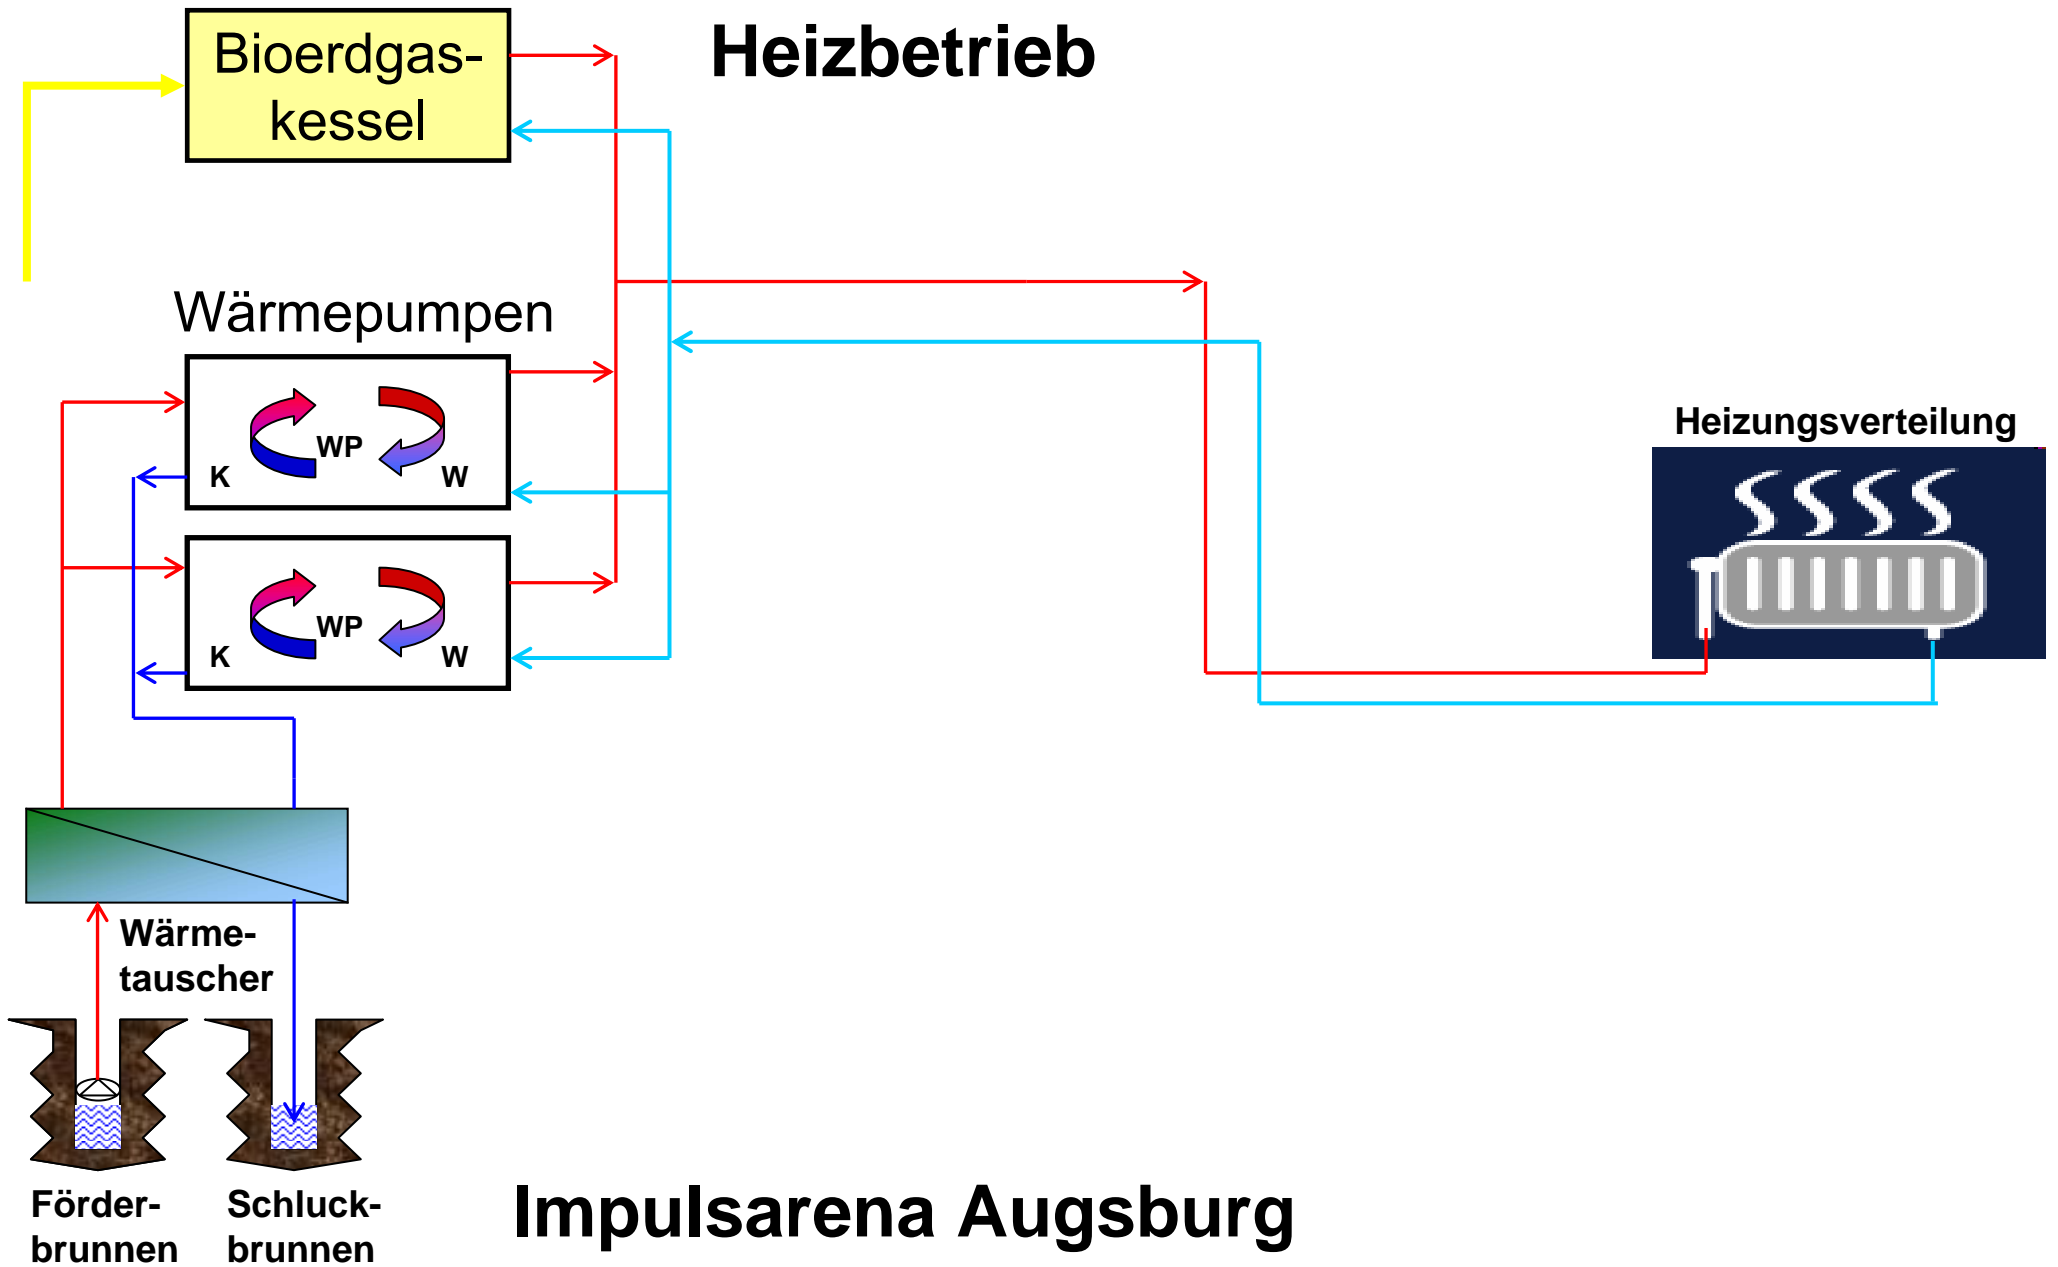 Heizbetrieb
Bioerdgas-
kessel
Wärmepumpen
WP
K
W
WP
K
W
Heizungsverteilung
Wärme-
tauscher
Förder-
brunnen
Schluck-
brunnen
Impulsarena Augsburg